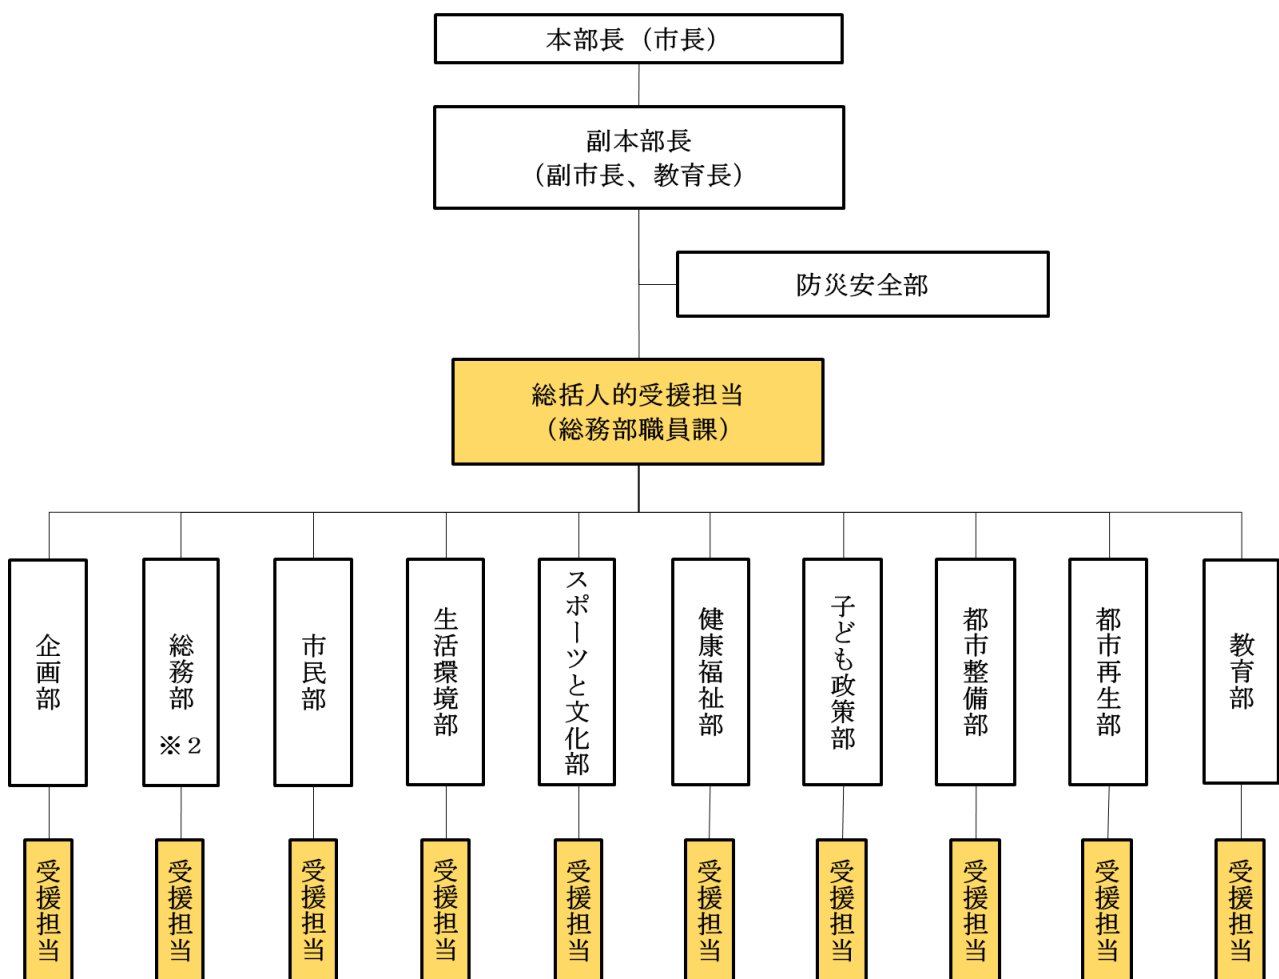 本部長（市長）
副本部長
（副市長、教育長）
防災安全部
総括人的受援担当
（総務部職員課）
企画部
総務部
※２
市民部
生活環境部
スポーツと文化部
健康福祉部
子ども政策部
都市整備部
都市再生部
教育部
受援担当
受援担当
受援担当
受援担当
受援担当
受援担当
受援担当
受援担当
受援担当
受援担当